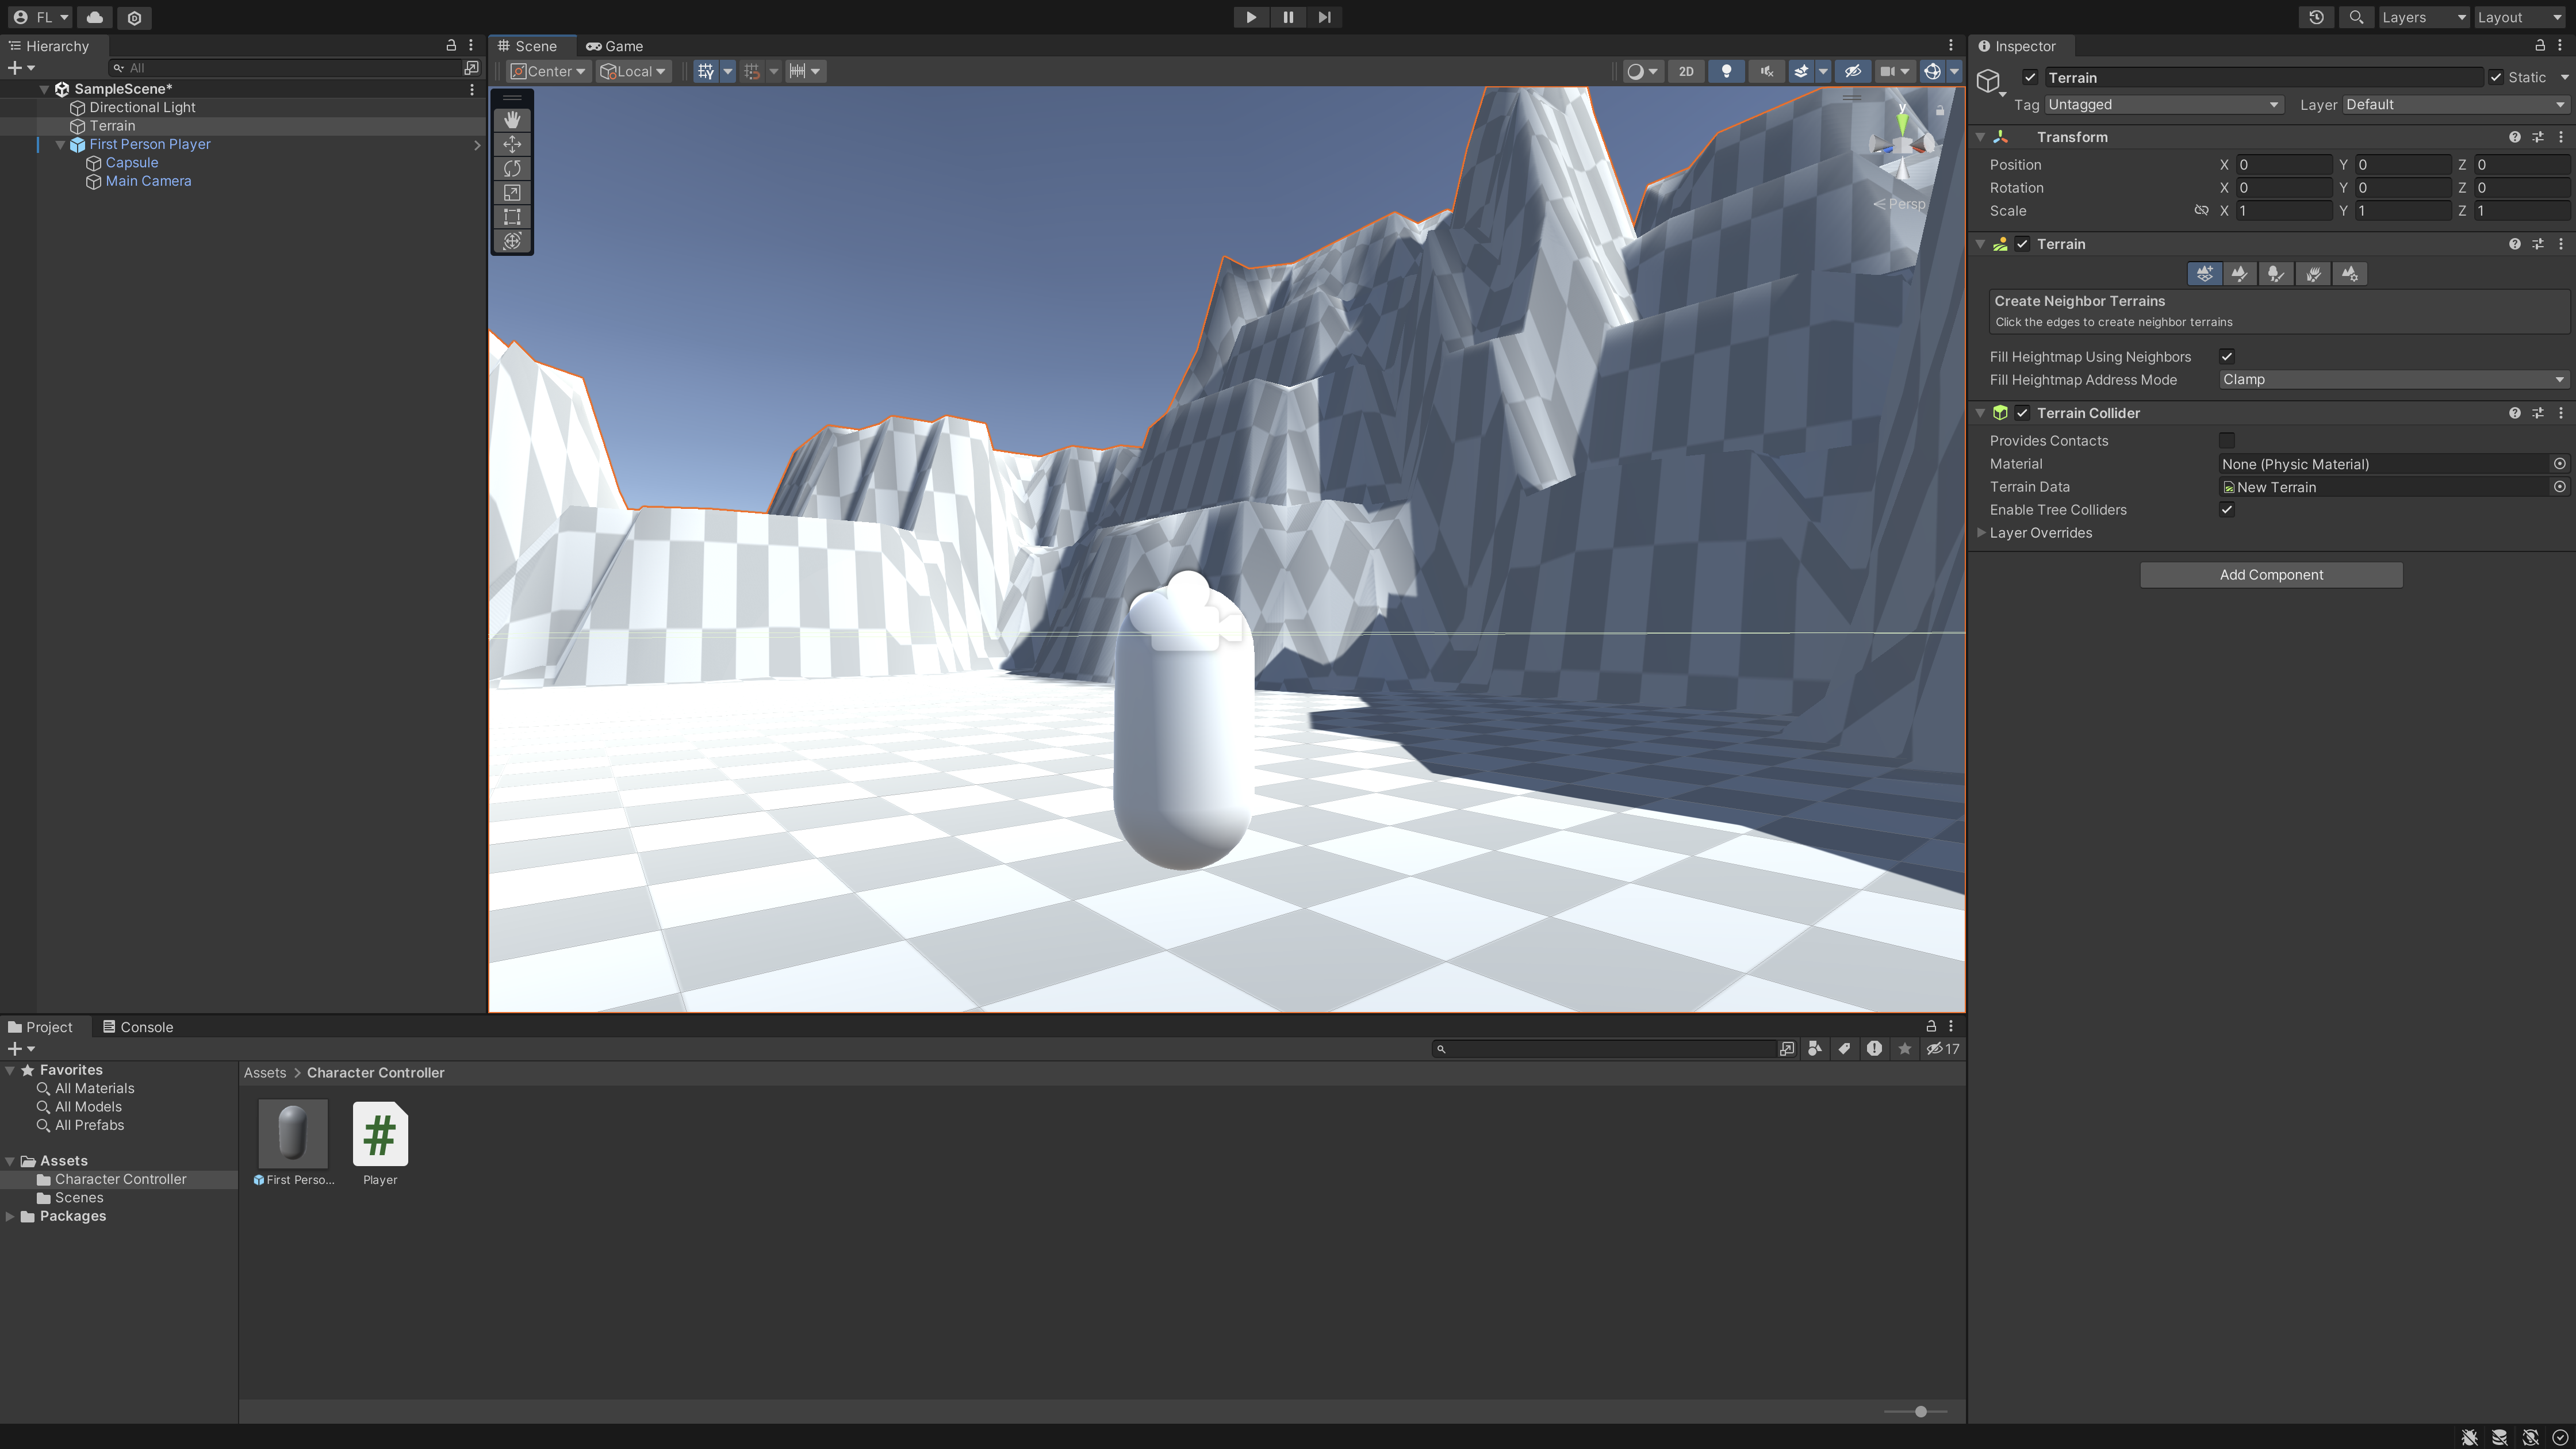 FL
Layers
Layout
Hierarchy
All
SampleScene*
Directional Light
Terrain
First Person Player
Capsule
Main Camera
Scene
Game
Center
Local
2D
y
Persp
Inspector
Terrain
Static
Tag
Untagged
Layer
Default
Transform
Position X 0 Y 0 Z 0
Rotation X 0 Y 0 Z 0
Scale X 1 Y 1 Z 1
Terrain
Create Neighbor Terrains
Click the edges to create neighbor terrains
Fill Heightmap Using Neighbors
Fill Heightmap Address Mode Clamp
Terrain Collider
Provides Contacts
Material None (Physic Material)
Terrain Data New Terrain
Enable Tree Colliders
Layer Overrides
Add Component
Project
Console
17
Favorites
All Materials
All Models
All Prefabs
Assets
Character Controller
Scenes
Packages
Assets > Character Controller
First Perso...
#
Player